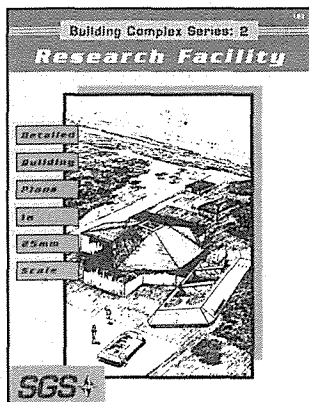 Building Complex Series: 2
Research Facility
Detailed
Building
Plans
In
25mm
Scale
SGS